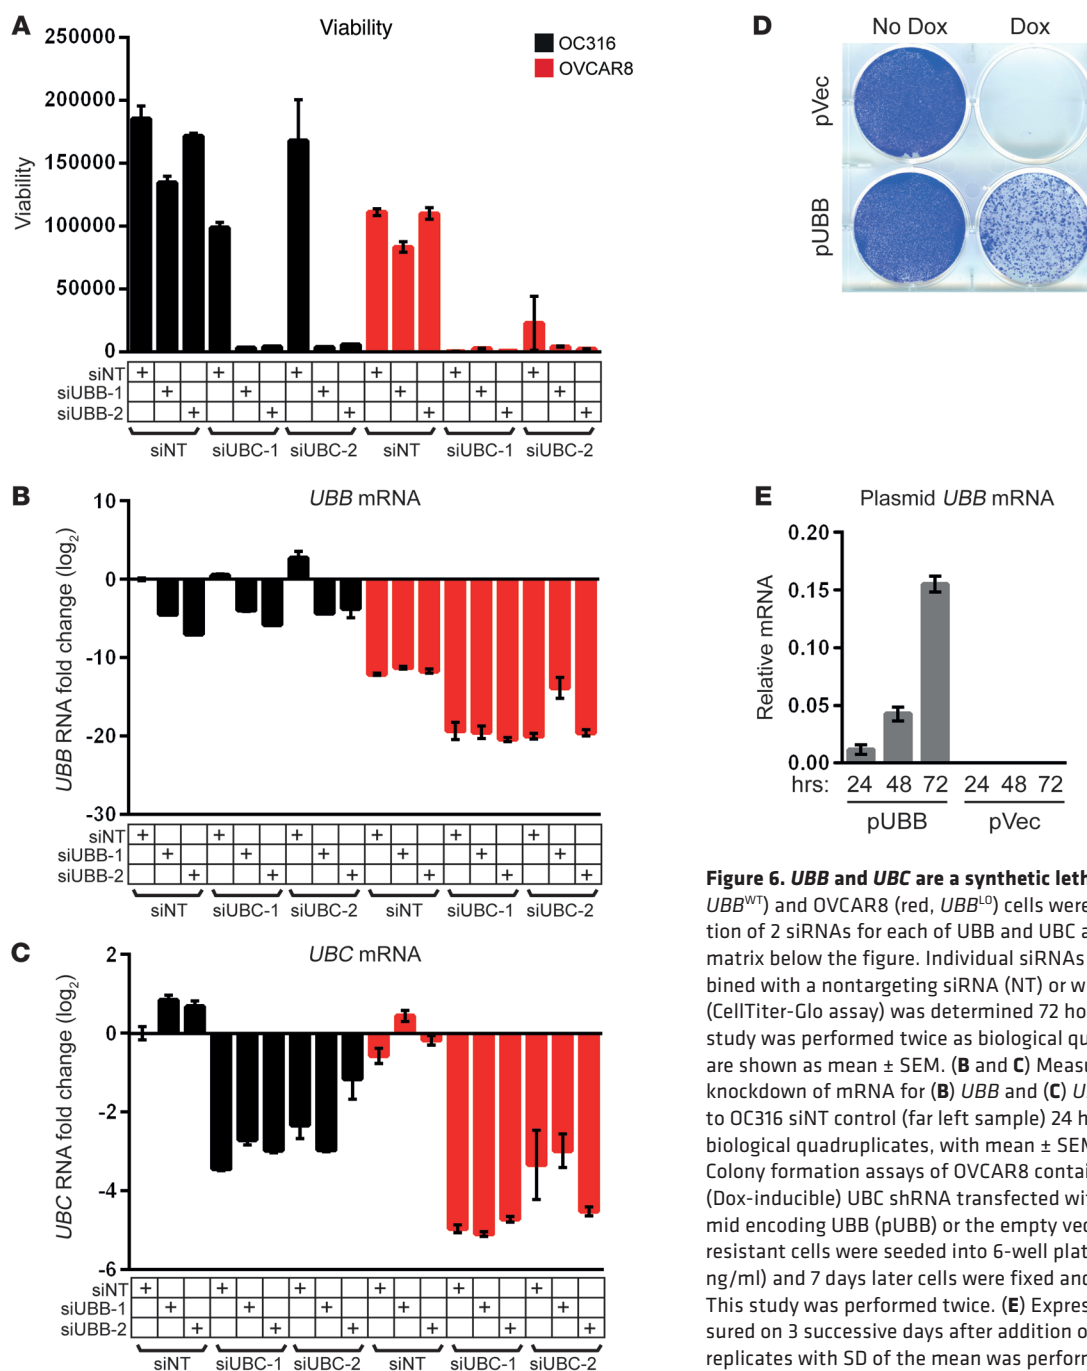 A
Viability
250000
200000
150000
100000
50000
0
Viability
OC316
OVCAR8
siNT + + + + + +
siUBB-1 + + + + + +
siUBB-2 + + + + + +
siNT siUBC-1 siUBC-2 siNT siUBC-1 siUBC-2
B
UBB mRNA
10
0
-10
-20
-30
UBB RNA fold change (log2)
siNT + + + + + +
siUBB-1 + + + + + +
siUBB-2 + + + + + +
siNT siUBC-1 siUBC-2 siNT siUBC-1 siUBC-2
C
UBC mRNA
2
0
-2
-4
-6
UBC RNA fold change (log2)
siNT + + + + + +
siUBB-1 + + + + + +
siUBB-2 + + + + + +
siNT siUBC-1 siUBC-2 siNT siUBC-1 siUBC-2
D
No Dox Dox
pVec
pUBB
E
Plasmid UBB mRNA
0.20
0.15
0.10
0.05
0.00
Relative mRNA
hrs: 24 48 72 24 48 72
pUBB pVec
Figure 6. UBB and UBC are a synthetic leth
UBBWT) and OVCAR8 (red, UBBLO) cells were
tion of 2 siRNAs for each of UBB and UBC a
matrix below the figure. Individual siRNAs
bined with a nontargeting siRNA (NT) or w
(CellTiter-Glo assay) was determined 72 ho
study was performed twice as biological qu
are shown as mean ± SEM. (B and C) Measu
knockdown of mRNA for (B) UBB and (C) U
to OC316 siNT control (far left sample) 24 h
biological quadruplicates, with mean ± SEM
Colony formation assays of OVCAR8 contai
(Dox-inducible) UBC shRNA transfected wi
mid encoding UBB (pUBB) or the empty vec
resistant cells were seeded into 6-well plat
ng/ml) and 7 days later cells were fixed and
This study was performed twice. (E) Expres
sured on 3 successive days after addition o
replicates with SD of the mean was perform